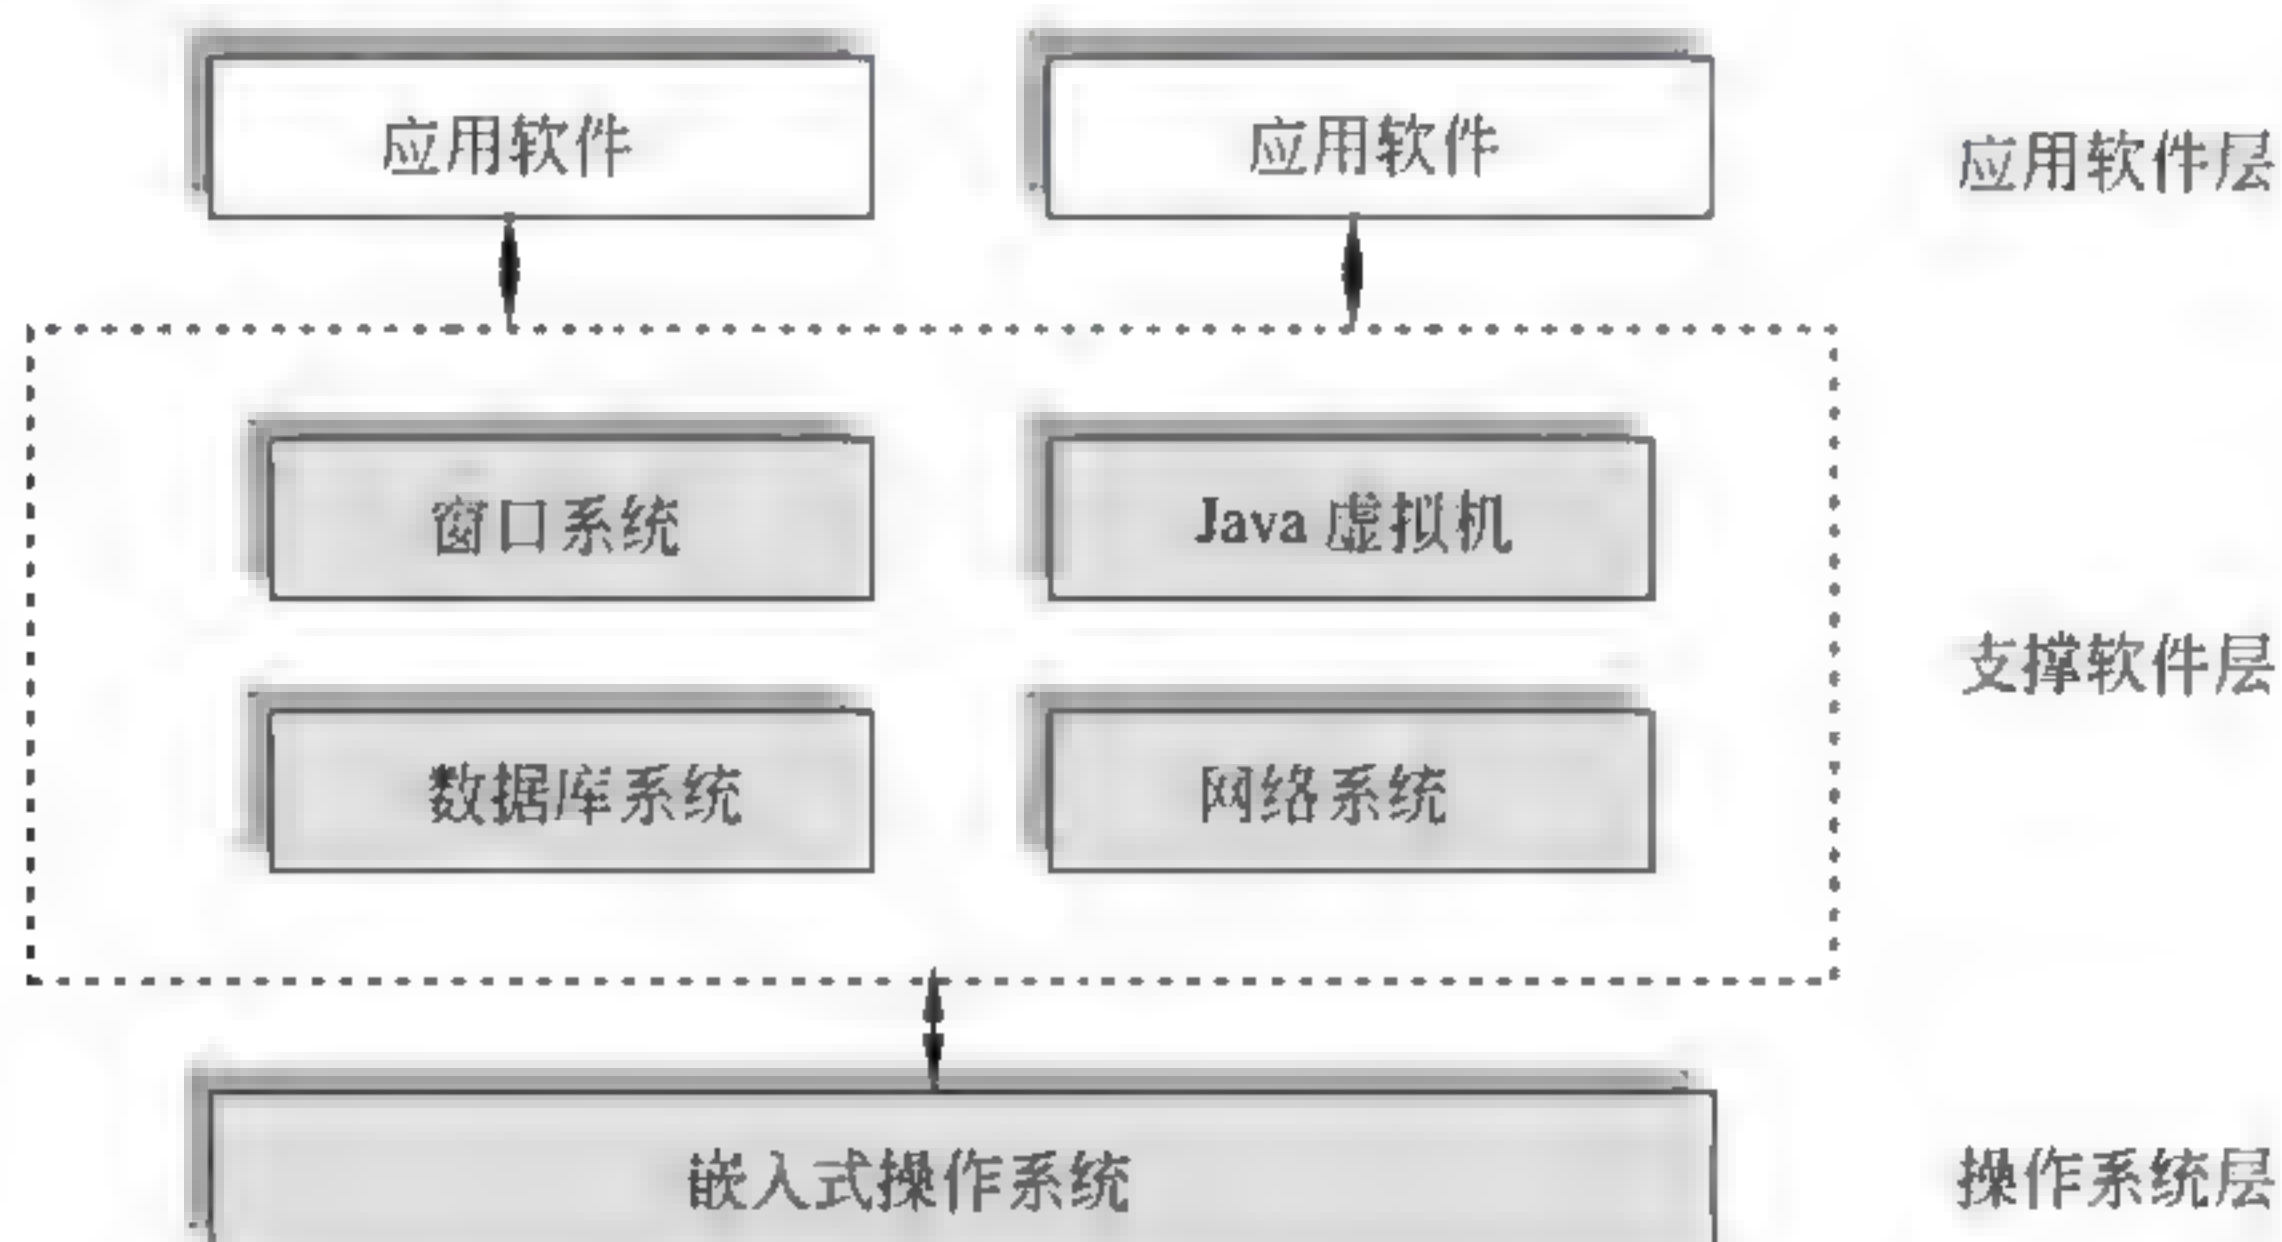 应用软件 应用软件 应用软件层
窗口系统 Java 虚拟机
支撑软件层
数据库系统 网络系统
嵌入式操作系统 操作系统层